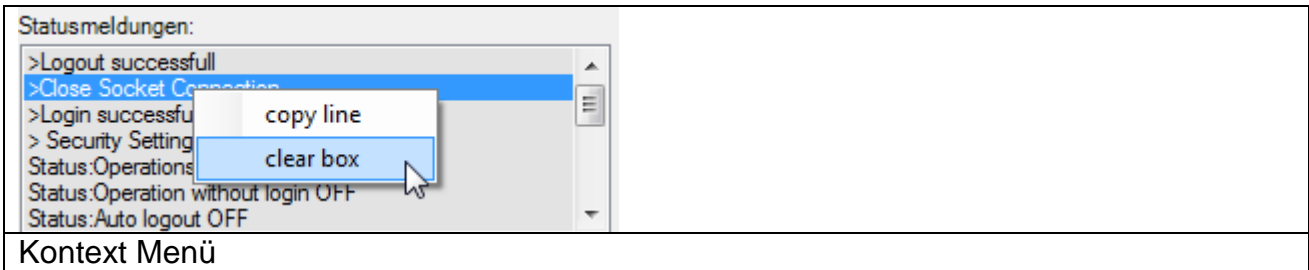 Statusmeldungen:
>Logout successfull
>Close Socket Connection
>Login successfu
copy line
> Security Setting
clear box
Status:Operations
Status:Operation without login OFF
Status:Auto logout OFF
Kontext Menü